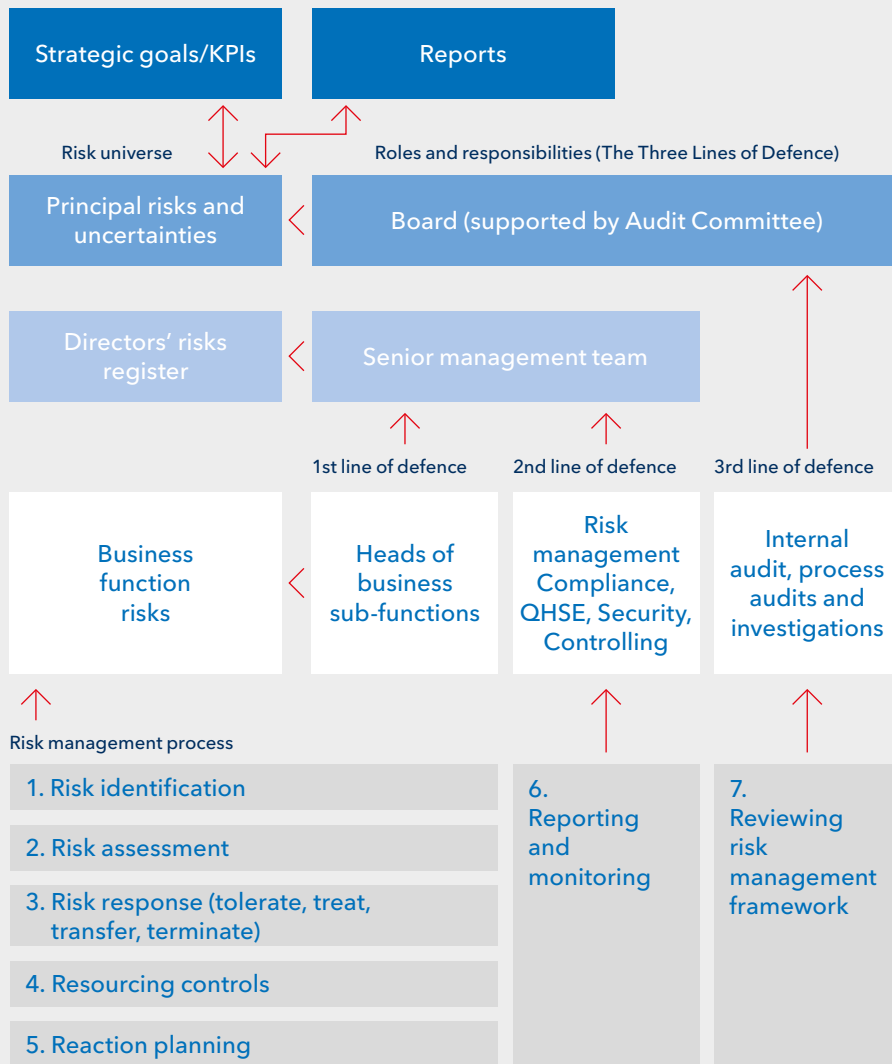 Strategic goals/KPIs
Reports
Risk universe
Roles and responsibilities (The Three Lines of Defence)
Principal risks and
uncertainties
Board (supported by Audit Committee)
Directors’ risks
register
Senior management team
1st line of defence
2nd line of defence
3rd line of defence
Business
function
risks
Heads of
business
sub-functions
Risk
management
Compliance,
QHSE, Security,
Controlling
Internal
audit, process
audits and
investigations
Risk management process
1. Risk identification
2. Risk assessment
3. Risk response (tolerate, treat,
transfer, terminate)
4. Resourcing controls
5. Reaction planning
6.
Reporting
and
monitoring
7.
Reviewing
risk
management
framework